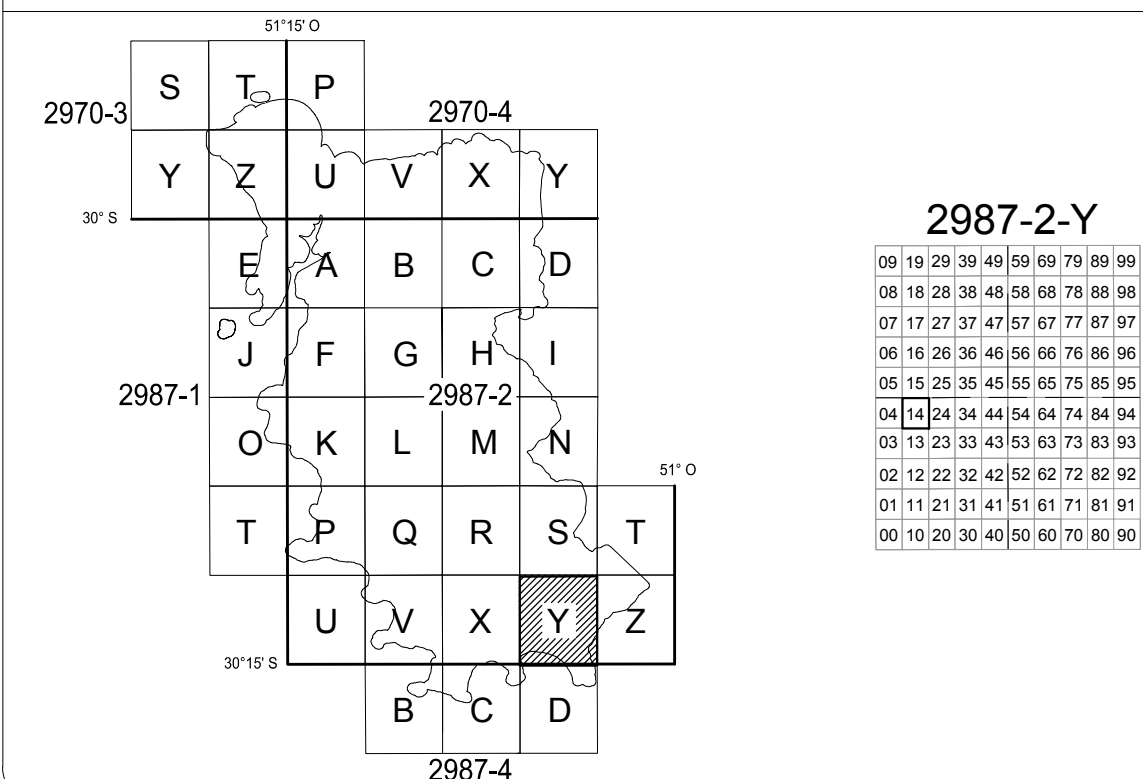 51°15' O
S T P
2970-3 2970-4
Y Z U V X Y
30° S
E A B C D
J F G H I
2987-1 2987-2
O K L M N
51° O
T P Q R S T
U V X Y Z
30°15' S
B C D
2987-4
2987-2-Y
09 19 29 39 49 59 69 79 89 99
08 18 28 38 48 58 68 78 88 98
07 17 27 37 47 57 67 77 87 97
06 16 26 36 46 56 66 76 86 96
05 15 25 35 45 55 65 75 85 95
04 14 24 34 44 54 64 74 84 94
03 13 23 33 43 53 63 73 83 93
02 12 22 32 42 52 62 72 82 92
01 11 21 31 41 51 61 71 81 91
00 10 20 30 40 50 60 70 80 90